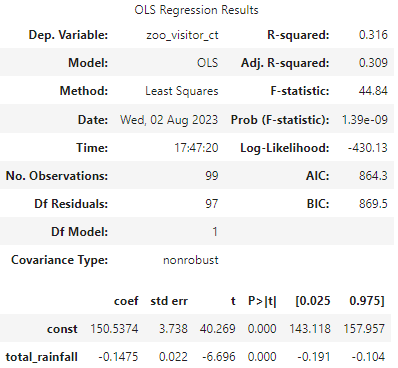 OLS Regression Results
Dep. Variable: zoo_visitor_ct R-squared: 0.316
Model: OLS Adj. R-squared: 0.309
Method: Least Squares F-statistic: 44.84
Date: Wed, 02 Aug 2023 Prob (F-statistic): 1.39e-09
Time: 17:47:20 Log-Likelihood: -430.13
No. Observations: 99 AIC: 864.3
Df Residuals: 97 BIC: 869.5
Df Model: 1
Covariance Type: nonrobust
coef std err t P>|t| [0.025 0.975]
const 150.5374 3.738 40.269 0.000 143.118 157.957
total_rainfall -0.1475 0.022 -6.696 0.000 -0.191 -0.104